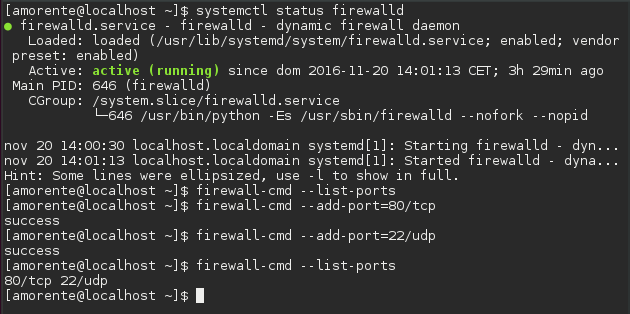 [amorente@localhost ~]$ systemctl status firewalld
● firewalld.service - firewalld - dynamic firewall daemon
   Loaded: loaded (/usr/lib/systemd/system/firewalld.service; enabled; vendor
 preset: enabled)
   Active: active (running) since dom 2016-11-20 14:01:13 CET; 3h 29min ago
 Main PID: 646 (firewalld)
   CGroup: /system.slice/firewalld.service
           └─646 /usr/bin/python -Es /usr/sbin/firewalld --nofork --nopid

nov 20 14:00:30 localhost.localdomain systemd[1]: Starting firewalld - dyn...
nov 20 14:01:13 localhost.localdomain systemd[1]: Started firewalld - dyna...
Hint: Some lines were ellipsized, use -l to show in full.
[amorente@localhost ~]$ firewall-cmd --list-ports
[amorente@localhost ~]$ firewall-cmd --add-port=80/tcp
success
[amorente@localhost ~]$ firewall-cmd --add-port=22/udp
success
[amorente@localhost ~]$ firewall-cmd --list-ports
80/tcp 22/udp
[amorente@localhost ~]$